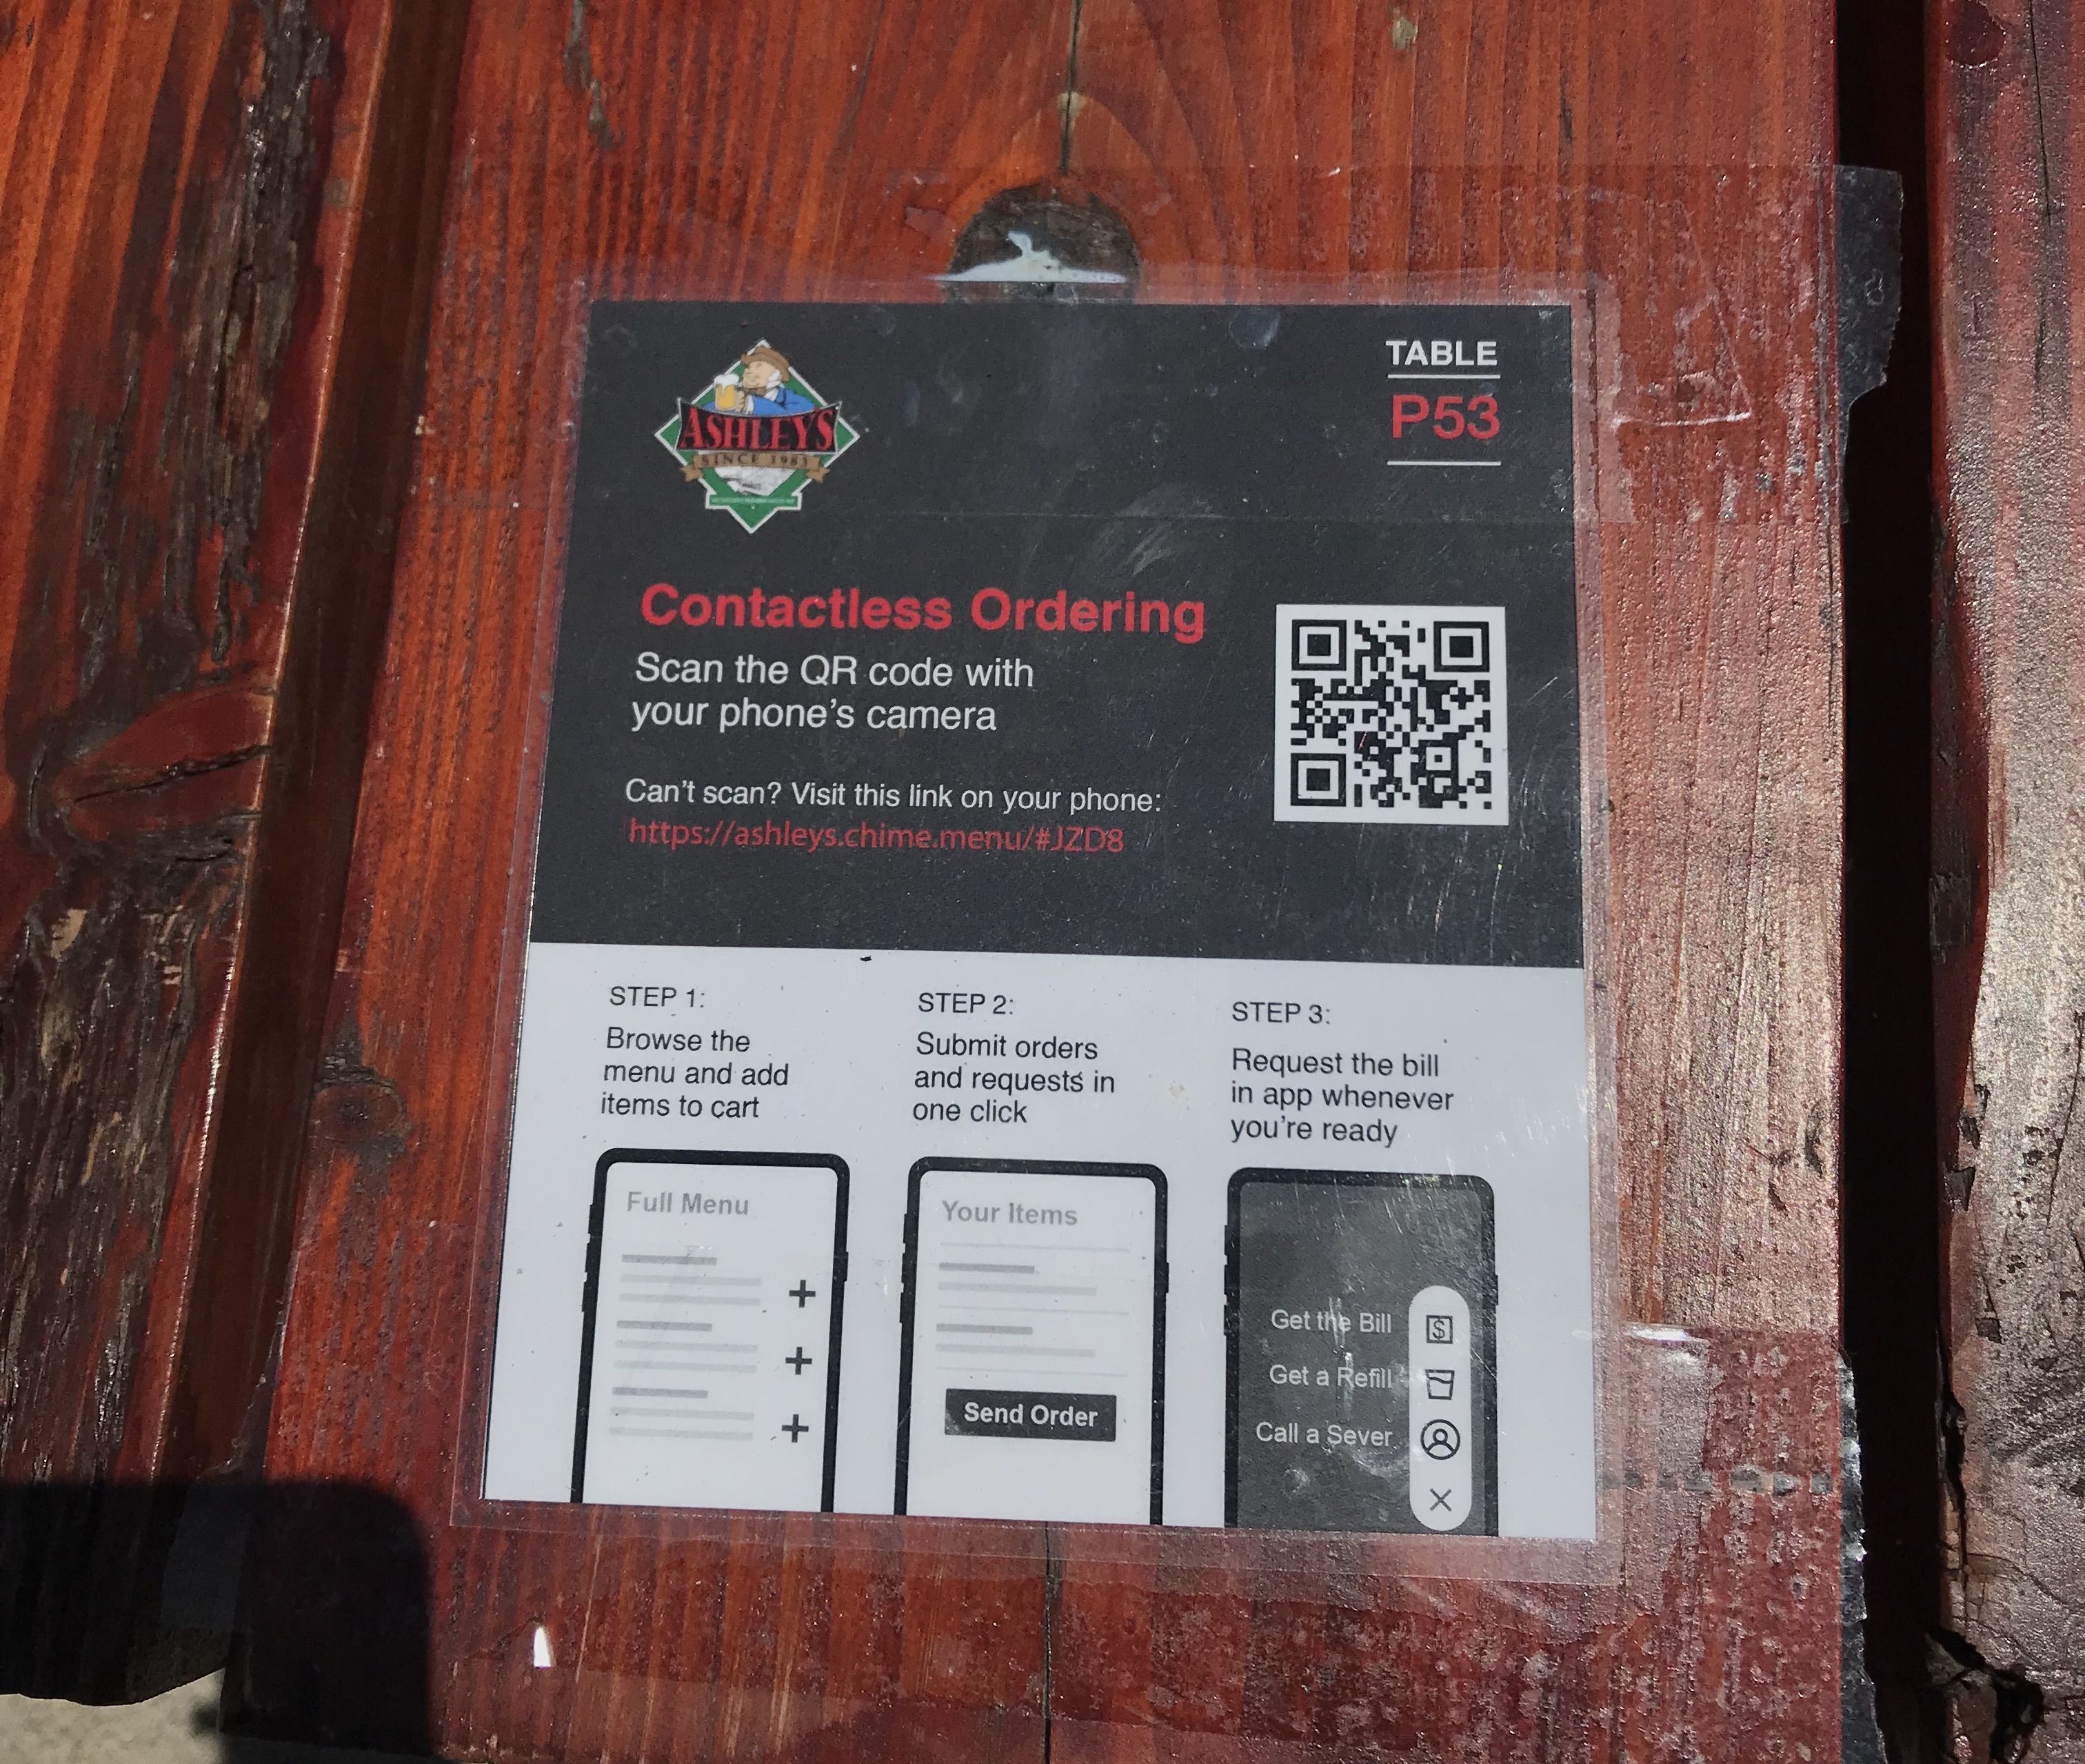 ASHLEYS
SINCE 1983
TABLE
P53
Contactless Ordering
Scan the QR code with
your phone's camera
Can't scan? Visit this link on your phone:
https://ashleys.chime.menu/#JZD8
STEP 1:
Browse the
menu and add
items to cart
STEP 2:
Submit orders
and requests in
one click
STEP 3:
Request the bill
in app whenever
you're ready
Full Menu
Your Items
Send Order
Get the Bill
Get a Refill
Call a Sever